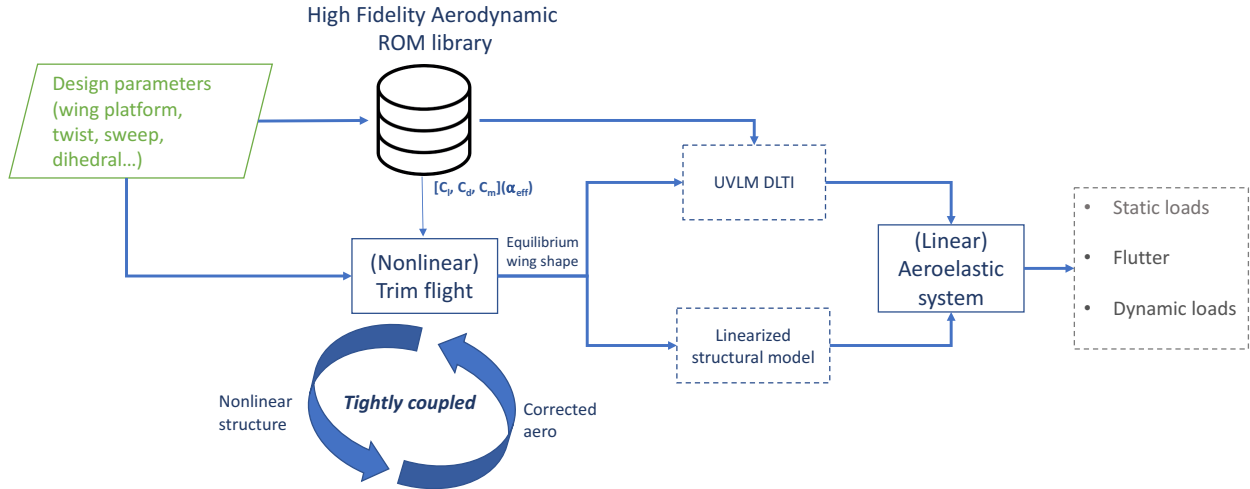 High Fidelity Aerodynamic
ROM library
Design parameters
(wing platform,
twist, sweep,
dihedral...)
[Cl, Cd, Cm](αeff)
UVLM DLTI
(Nonlinear)
Trim flight
Equilibrium
wing shape
(Linear)
Aeroelastic
system
• Static loads
• Flutter
• Dynamic loads
Linearized
structural model
Nonlinear
structure
Tightly coupled
Corrected
aero